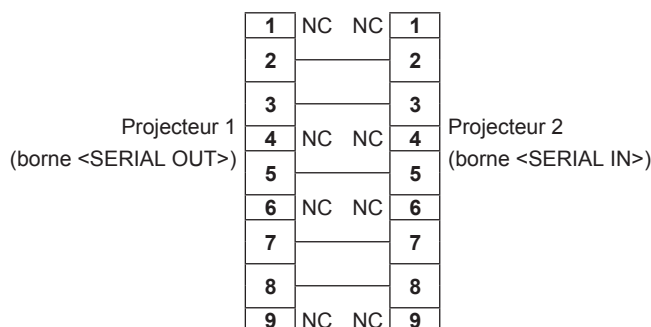 1 NC NC 1
2 2
3 3
Projecteur 1
(borne <SERIAL OUT>)
4 NC NC 4
Projecteur 2
(borne <SERIAL IN>)
5 5
6 NC NC 6
7 7
8 8
9 NC NC 9